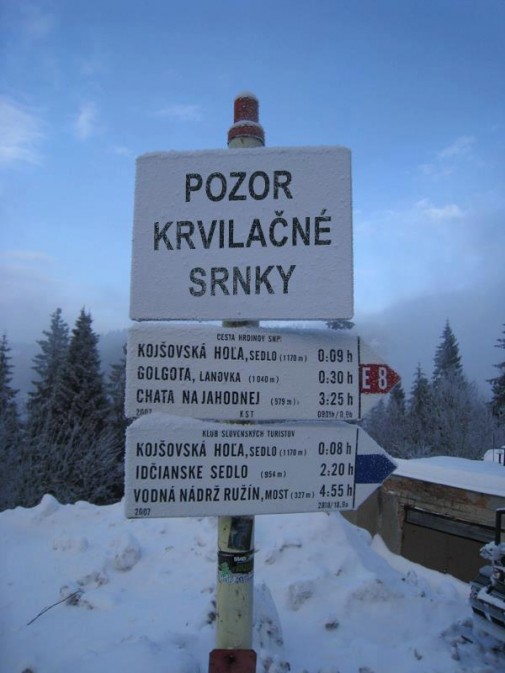 POZOR
KRVILAČNÉ
SRNKY
CESTA HRDINOV SNP
KOJŠOVSKÁ HOĽA, SEDLO (1170 m) 0:09 h
GOLGOTA, LANOVKA (1040 m) 0:30 h
CHATA NA JAHODNEJ (579 m) 3:25 h
2007 KST
E8
KLUB SLOVENSKÝCH TURISTOV
KOJŠOVSKÁ HOĽA, SEDLO (1170 m) 0:08 h
IDČIANSKE SEDLO (954 m) 2:20 h
VODNÁ NÁDRŽ RUŽÍN, MOST (327 m) 4:55 h
2007